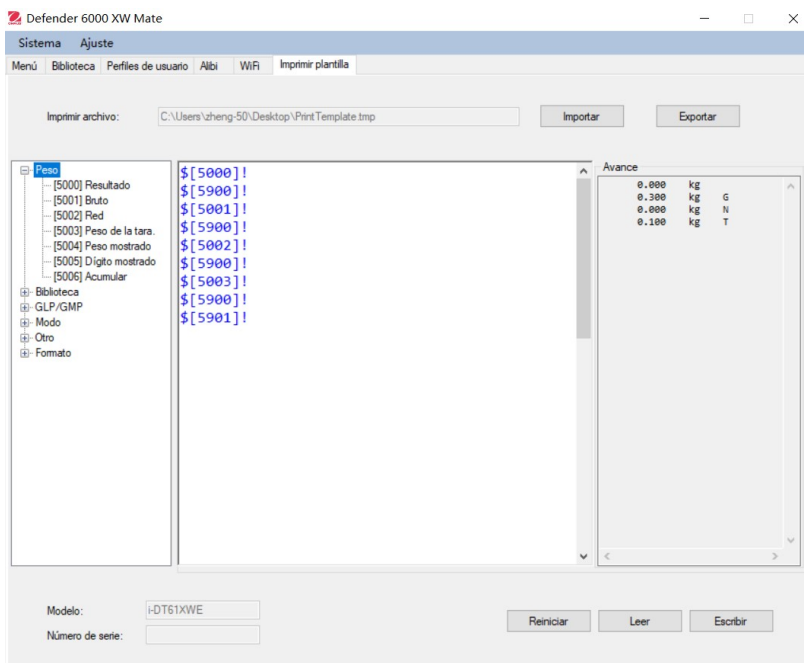 Defender 6000 XW Mate
Sistema Ajuste
Menú Biblioteca Perfiles de usuario Alibi WiFi Imprimir plantilla
Imprimir archivo: C:\Users\zheng-50\Desktop\PrintTemplate.tmp Importar Exportar
Peso
[5000] Resultado
[5001] Bruto
[5002] Red
[5003] Peso de la tara.
[5004] Peso mostrado
[5005] Dígito mostrado
[5006] Acumular
Biblioteca
GLP/GMP
Modo
Otro
Formato
$[5000]!
$[5900]!
$[5001]!
$[5900]!
$[5002]!
$[5900]!
$[5003]!
$[5900]!
$[5901]!
Avance
0.000 kg
0.300 kg G
0.000 kg N
0.100 kg T
Modelo: i-DT61XWE
Número de serie:
Reiniciar Leer Escribir